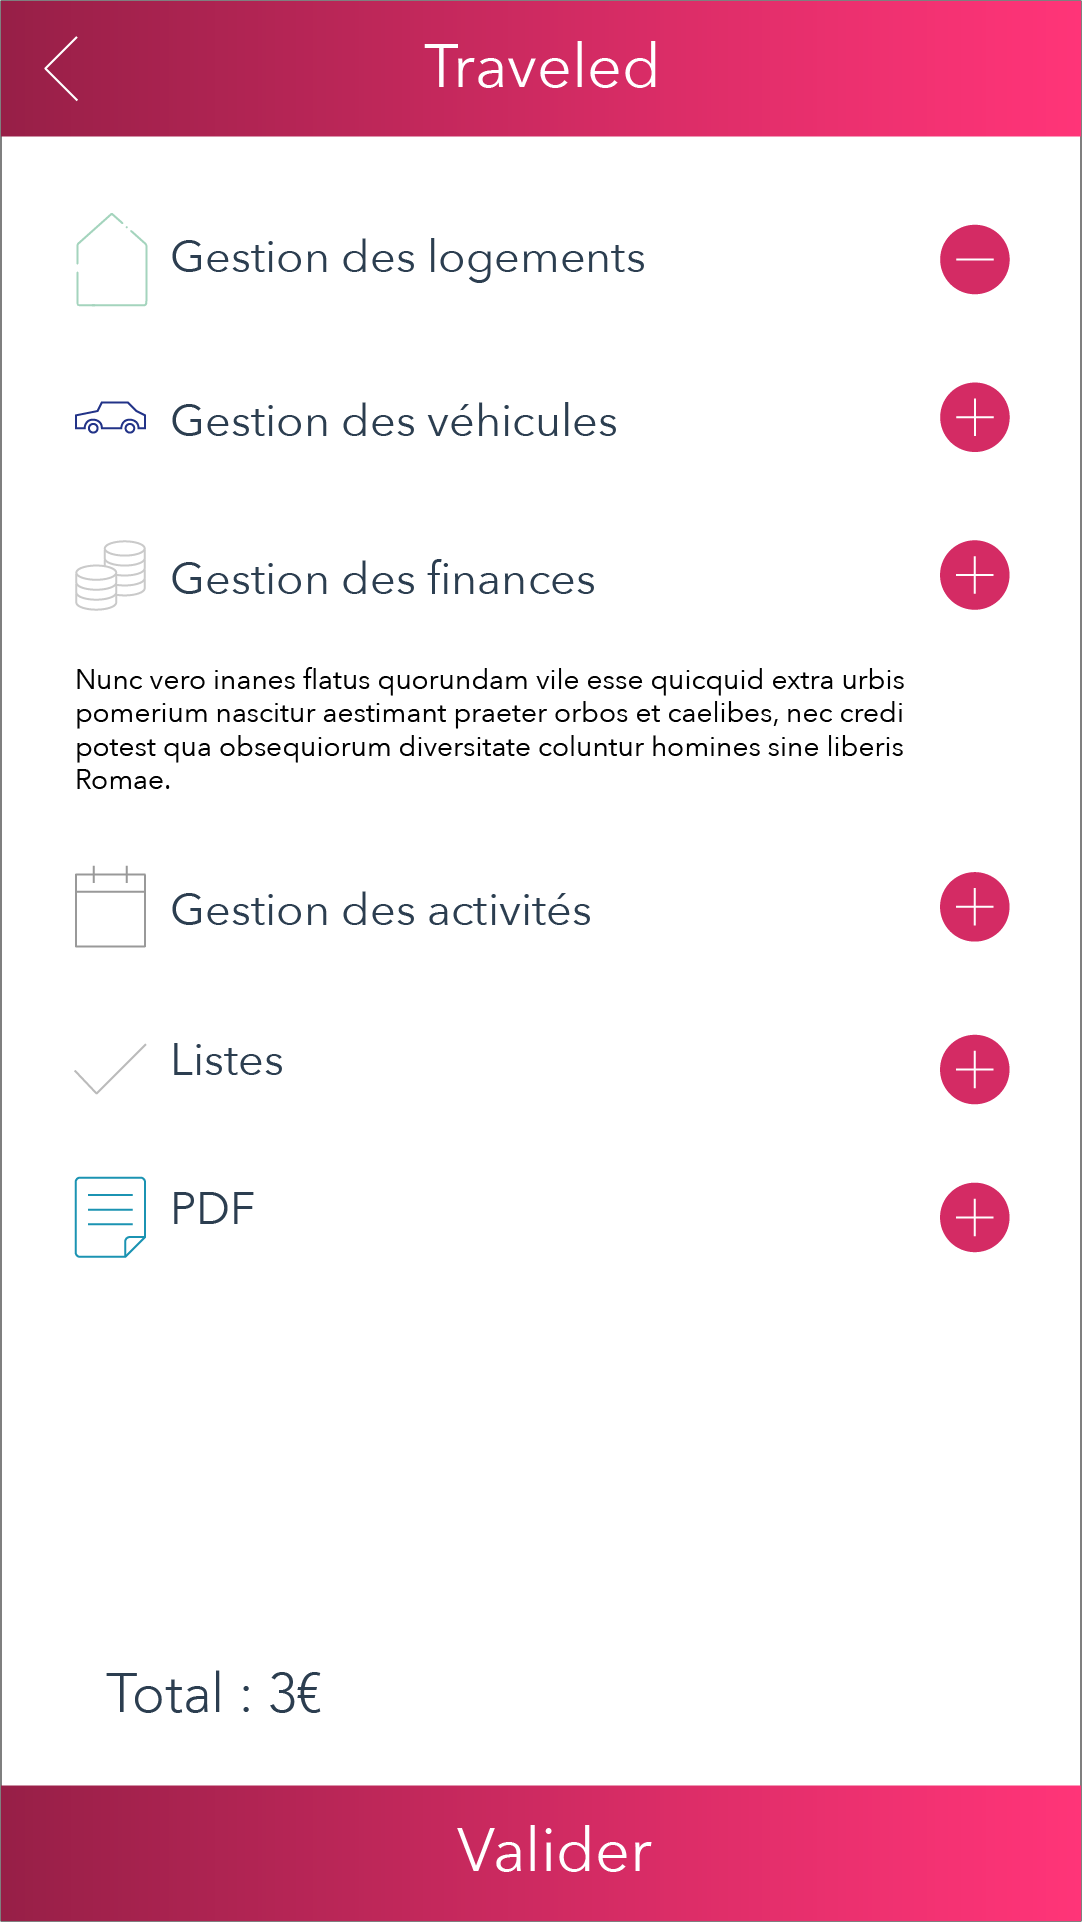 Traveled
Gestion des logements
Gestion des véhicules
Gestion des finances
Nunc vero inanes flatus quorundam vile esse quicquid extra urbis
pomerium nascitur aestimant praeter orbos et caelibes, nec credi
potest qua obsequiorum diversitate coluntur homines sine liberis
Romae.
Gestion des activités
Listes
PDF
Total : 3€
Valider